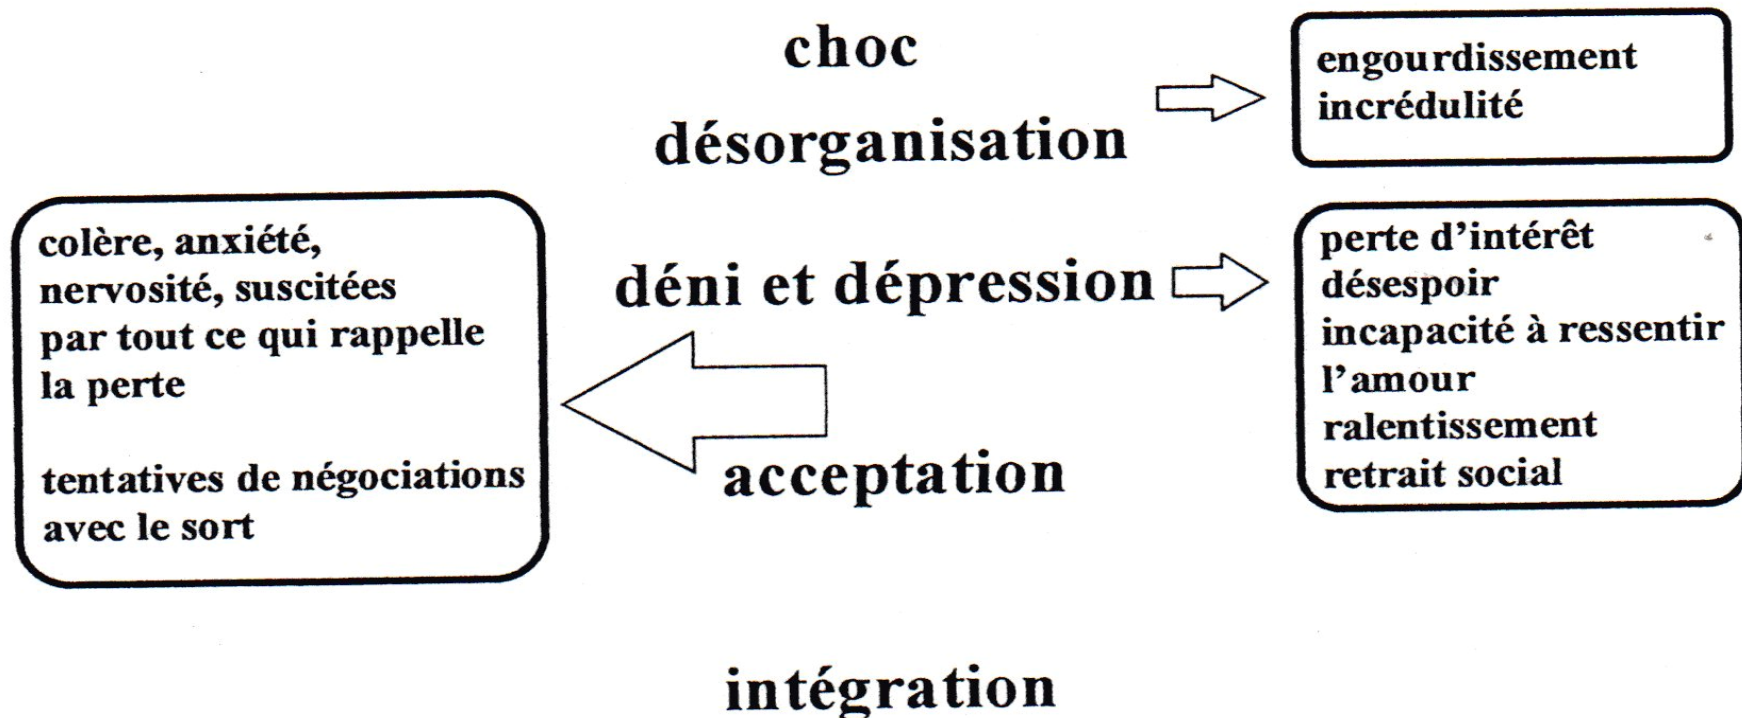 choc
désorganisation
engourdissement
incrédulité
colère, anxiété,
nervosité, suscitées
par tout ce qui rappelle
la perte
tentatives de négociations
avec le sort
déni et dépression
perte d'intérêt
désespoir
incapacité à ressentir
l'amour
ralentissement
retrait social
acceptation
intégration